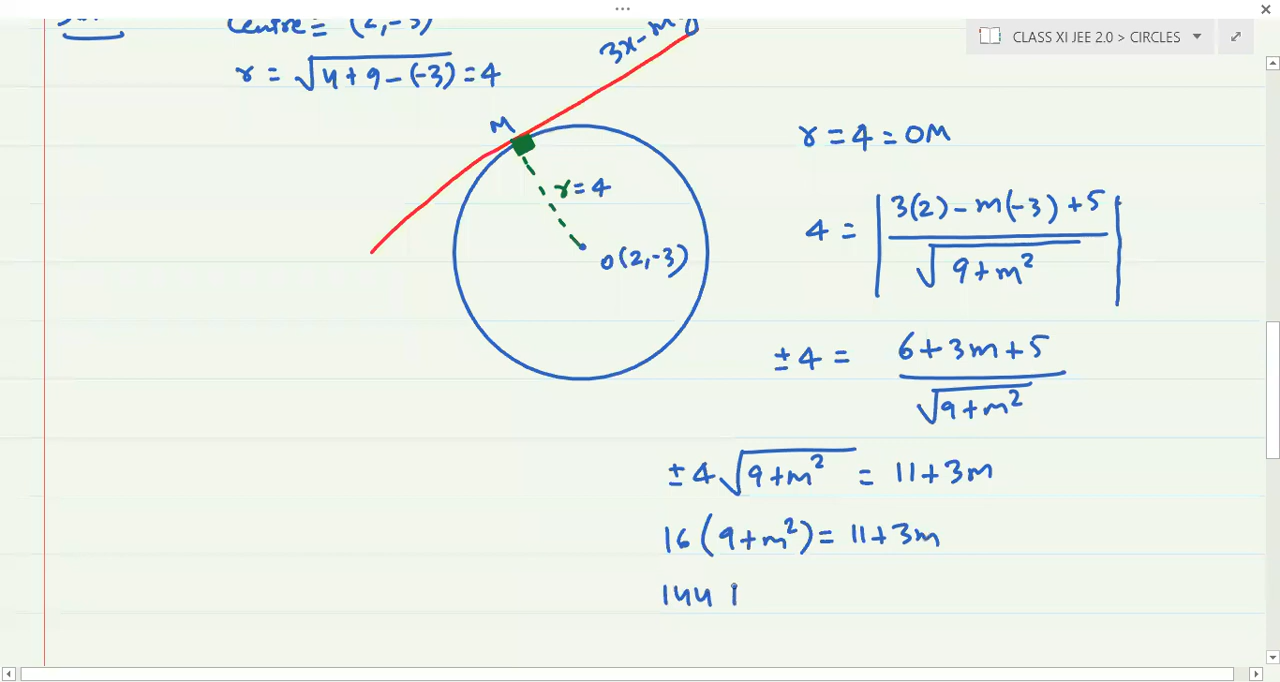 CLASS XI JEE 2.0 > CIRCLES
Centre = (2,-3)
r = √4+9-(-3) = 4
3x-my
M
r=4
O(2,-3)
r = 4 = OM
4 = |3(2)-m(-3)+5 / √9+m²|
±4 = 6+3m+5 / √9+m²
±4√9+m² = 11+3m
16(9+m²) = 11+3m
144